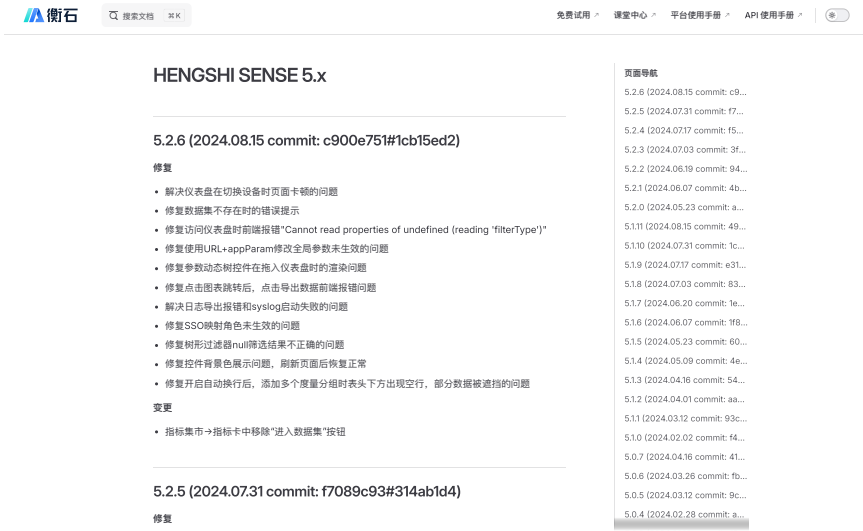 衡石
搜索文档 ⌘K
免费试用 ↗ 课堂中心 ↗ 平台使用手册 ↗ API 使用手册 ↗
HENGSHI SENSE 5.x
5.2.6 (2024.08.15 commit: c900e751#1cb15ed2)
修复
• 解决仪表盘在切换设备时页面卡顿的问题
• 修复数据集不存在时的错误提示
• 修复访问仪表盘时前端报错"Cannot read properties of undefined (reading 'filterType')"
• 修复使用URL+appParam修改全局参数未生效的问题
• 修复参数动态树控件在拖入仪表盘时的渲染问题
• 修复点击图表跳转后，点击导出数据前端报错问题
• 解决日志导出报错和syslog启动失败的问题
• 修复SSO映射角色未生效的问题
• 修复树形过滤器null筛选结果不正确的问题
• 修复控件背景色展示问题，刷新页面后恢复正常
• 修复开启自动换行后，添加多个度量分组时表头下方出现空行，部分数据被遮挡的问题
变更
• 指标集市->指标卡中移除“进入数据集”按钮
5.2.5 (2024.07.31 commit: f7089c93#314ab1d4)
修复
页面导航
5.2.6 (2024.08.15 commit: c9...
5.2.5 (2024.07.31 commit: f7...
5.2.4 (2024.07.17 commit: f5...
5.2.3 (2024.07.03 commit: 3f...
5.2.2 (2024.06.19 commit: 94...
5.2.1 (2024.06.07 commit: 4b...
5.2.0 (2024.05.23 commit: a...
5.1.11 (2024.08.15 commit: 49...
5.1.10 (2024.07.31 commit: 1c...
5.1.9 (2024.07.17 commit: e31...
5.1.8 (2024.07.03 commit: 83...
5.1.7 (2024.06.20 commit: 1e...
5.1.6 (2024.06.07 commit: 1f8...
5.1.5 (2024.05.23 commit: 60...
5.1.4 (2024.05.09 commit: 4e...
5.1.3 (2024.04.16 commit: 54...
5.1.2 (2024.04.01 commit: aa...
5.1.1 (2024.03.12 commit: 93c...
5.1.0 (2024.02.02 commit: f4...
5.0.7 (2024.04.16 commit: 41...
5.0.6 (2024.03.26 commit: fb...
5.0.5 (2024.03.12 commit: 9c...
5.0.4 (2024.02.28 commit: a...